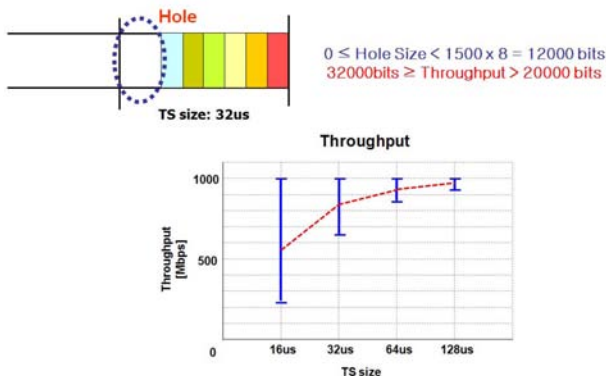 Hole
0 ≤ Hole Size < 1500 x 8 = 12000 bits
32000bits ≥ Throughput > 20000 bits
TS size: 32us
Throughput
1000
500
0
Throughput
[Mbps]
16us
32us
64us
128us
TS size